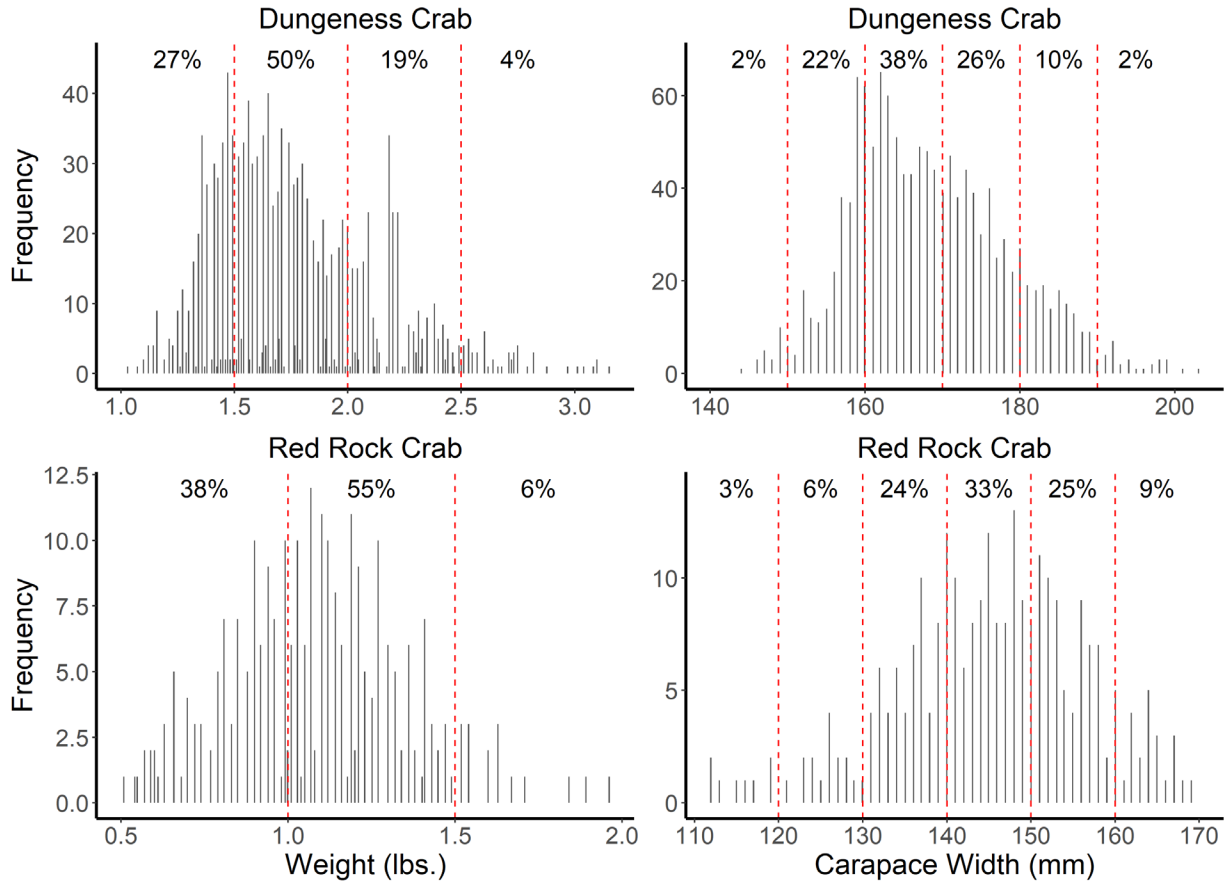 Dungeness Crab
27% 50% 19% 4%
Frequency
40
30
20
10
0
1.0 1.5 2.0 2.5 3.0
Dungeness Crab
2% 22% 38% 26% 10% 2%
60
40
20
0
140 160 180 200
Red Rock Crab
38% 55% 6%
Frequency
12.5
10.0
7.5
5.0
2.5
0.0
0.5 1.0 1.5 2.0
Weight (lbs.)
Red Rock Crab
3% 6% 24% 33% 25% 9%
10
5
0
110 120 130 140 150 160 170
Carapace Width (mm)